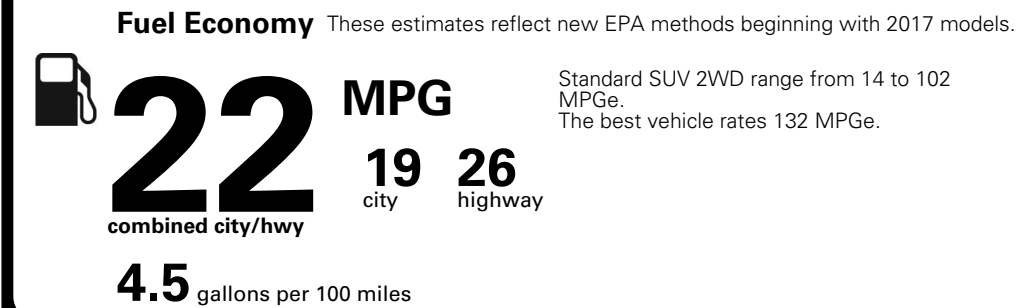 Fuel Economy These estimates reflect new EPA methods beginning with 2017 models.
22 MPG
Standard SUV 2WD range from 14 to 102
MPGe.
The best vehicle rates 132 MPGe.
19 26
city highway
combined city/hwy
4.5 gallons per 100 miles